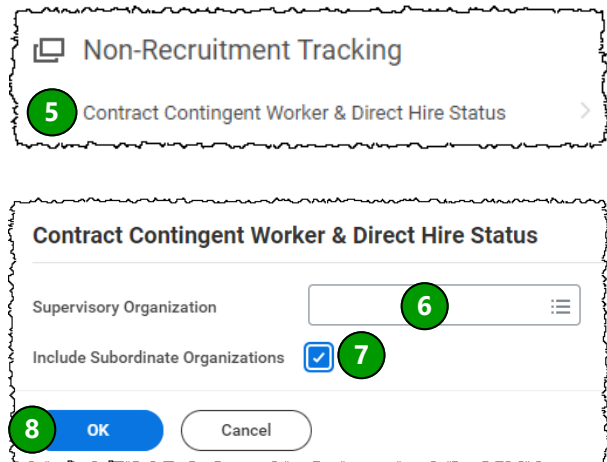 Non-Recruitment Tracking
5 Contract Contingent Worker & Direct Hire Status
Contract Contingent Worker & Direct Hire Status
Supervisory Organization 6
Include Subordinate Organizations 7
8 OK Cancel